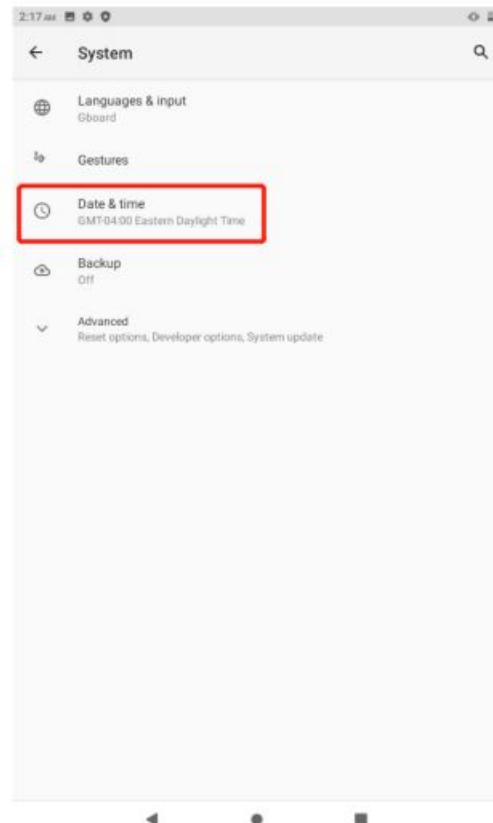 2:17 AM
System
Languages & input
Gboard
Gestures
Date & time
GMT-04:00 Eastern Daylight Time
Backup
Off
Advanced
Reset options, Developer options, System update